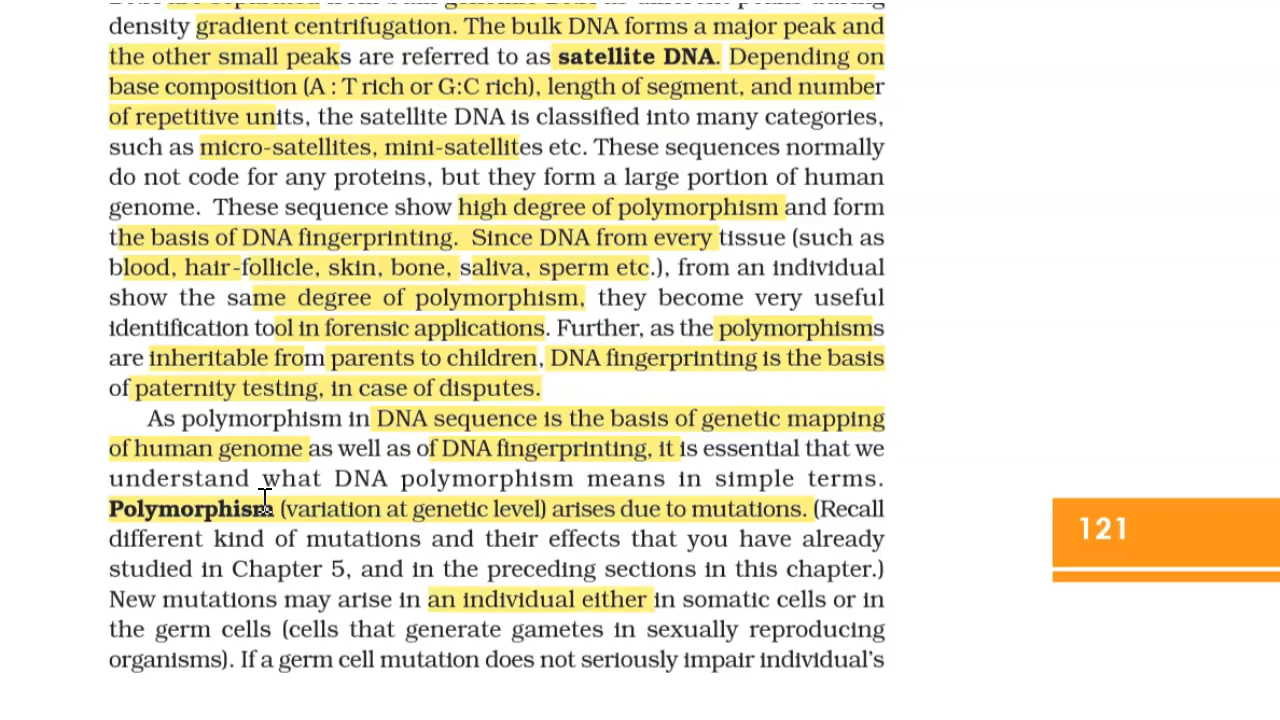 density gradient centrifugation. The bulk DNA forms a major peak and
the other small peaks are referred to as satellite DNA. Depending on
base composition (A : T rich or G:C rich), length of segment, and number
of repetitive units, the satellite DNA is classified into many categories,
such as micro-satellites, mini-satellites etc. These sequences normally
do not code for any proteins, but they form a large portion of human
genome. These sequence show high degree of polymorphism and form
the basis of DNA fingerprinting. Since DNA from every tissue (such as
blood, hair-follicle, skin, bone, saliva, sperm etc.), from an individual
show the same degree of polymorphism, they become very useful
identification tool in forensic applications. Further, as the polymorphisms
are inheritable from parents to children, DNA fingerprinting is the basis
of paternity testing, in case of disputes.
As polymorphism in DNA sequence is the basis of genetic mapping
of human genome as well as of DNA fingerprinting, it is essential that we
understand what DNA polymorphism means in simple terms.
Polymorphism (variation at genetic level) arises due to mutations. (Recall
different kind of mutations and their effects that you have already
studied in Chapter 5, and in the preceding sections in this chapter.)
New mutations may arise in an individual either in somatic cells or in
the germ cells (cells that generate gametes in sexually reproducing
organisms). If a germ cell mutation does not seriously impair individual's
121